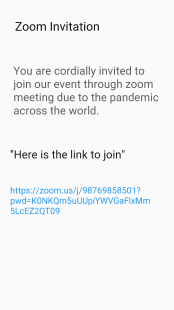 Zoom Invitation
You are cordially invited to
join our event through zoom
meeting due to the pandemic
across the world.
"Here is the link to join"
https://zoom.us/j/98769858501?
pwd=K0NKQm5uUUpiYWVGaFlxMm
5LcEZ2QT09